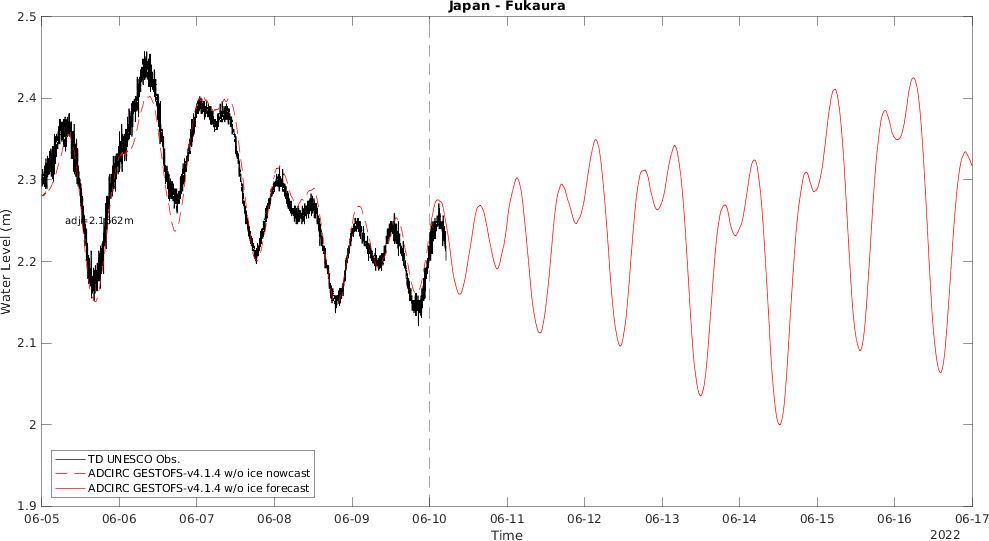 Japan - Fukaura
2.5
2.4
2.3
2.2
2.1
2
1.9
Water Level (m)
TD UNESCO Obs.
ADCIRC GESTOFS-v4.1.4 w/o ice nowcast
ADCIRC GESTOFS-v4.1.4 w/o ice forecast
06-05 06-06 06-07 06-08 06-09 06-10 06-11 06-12 06-13 06-14 06-15 06-16 06-17
Time
2022